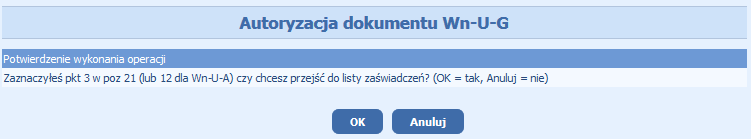 Autoryzacja dokumentu Wn-U-G
Potwierdzenie wykonania operacji
Zaznaczyłeś pkt 3 w poz 21 (lub 12 dla Wn-U-A) czy chcesz przejść do listy zaświadczeń? (OK = tak, Anuluj = nie)
OK Anuluj